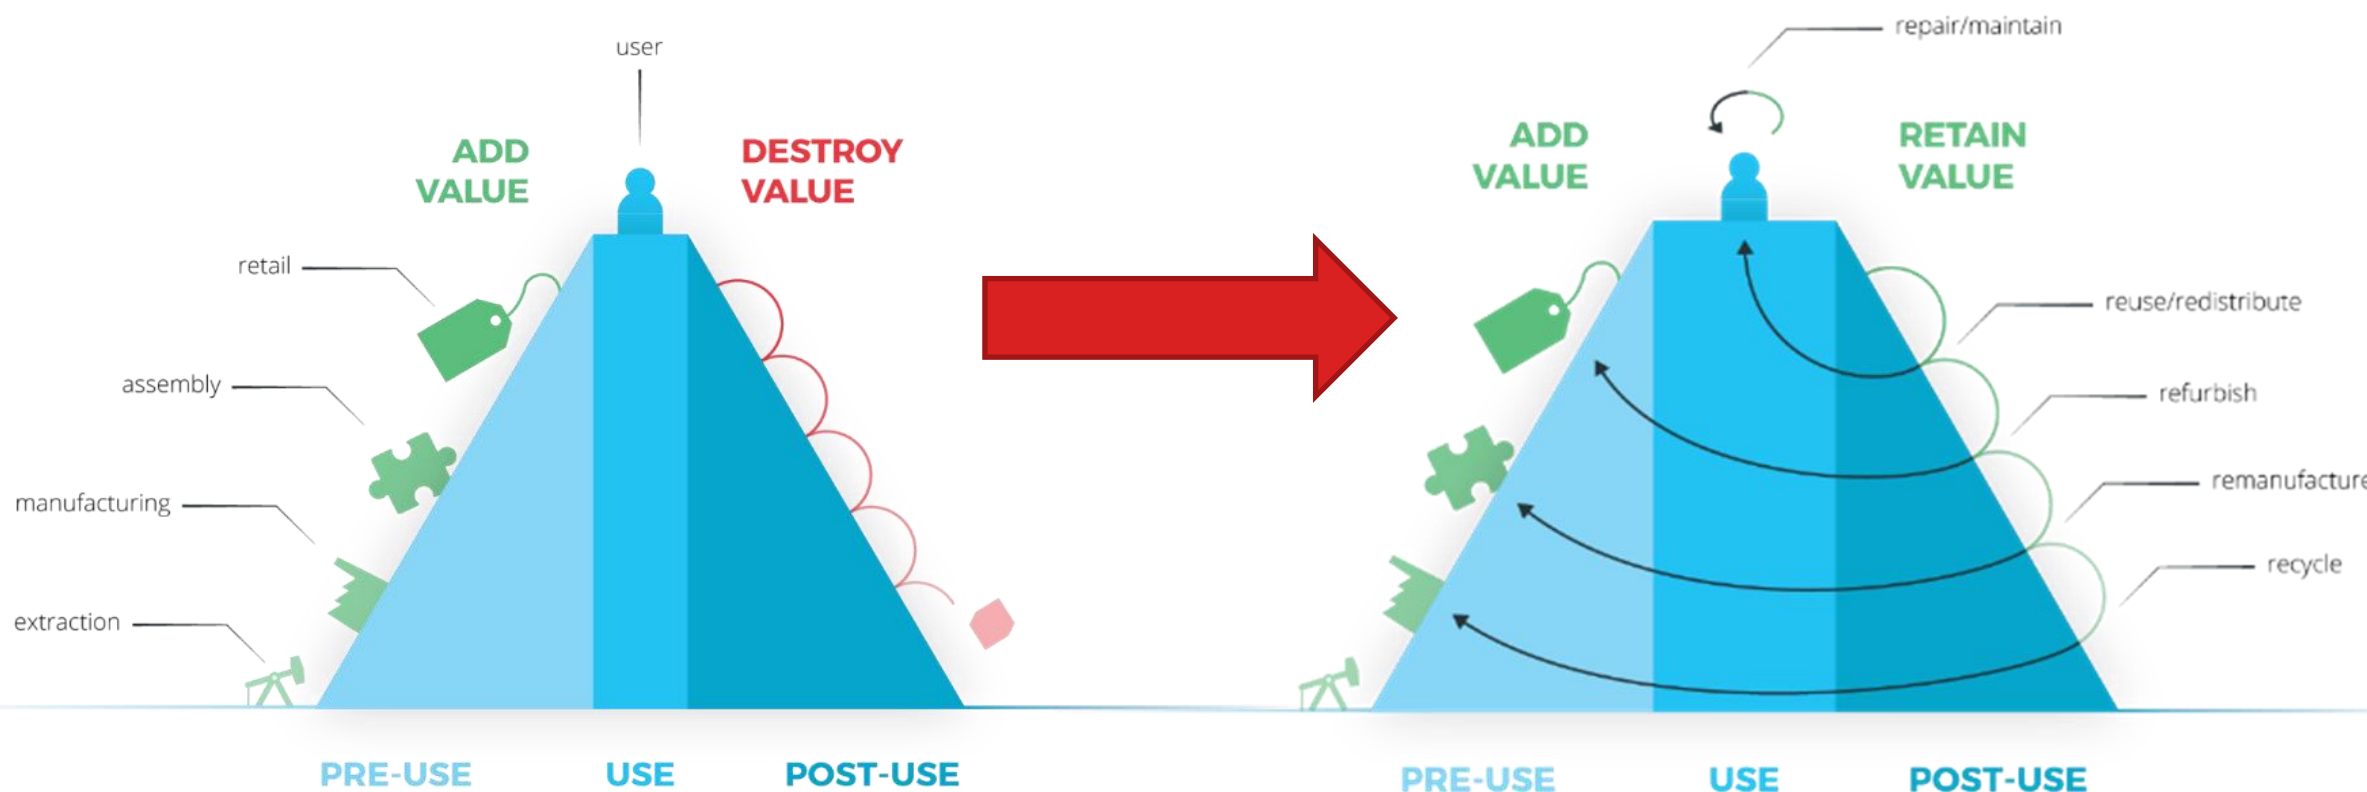 user
ADD
VALUE
DESTROY
VALUE
retail
assembly
manufacturing
extraction
PRE-USE
USE
POST-USE
repair/maintain
ADD
VALUE
RETAIN
VALUE
reuse/redistribute
refurbish
remanufacture
recycle
PRE-USE
USE
POST-USE